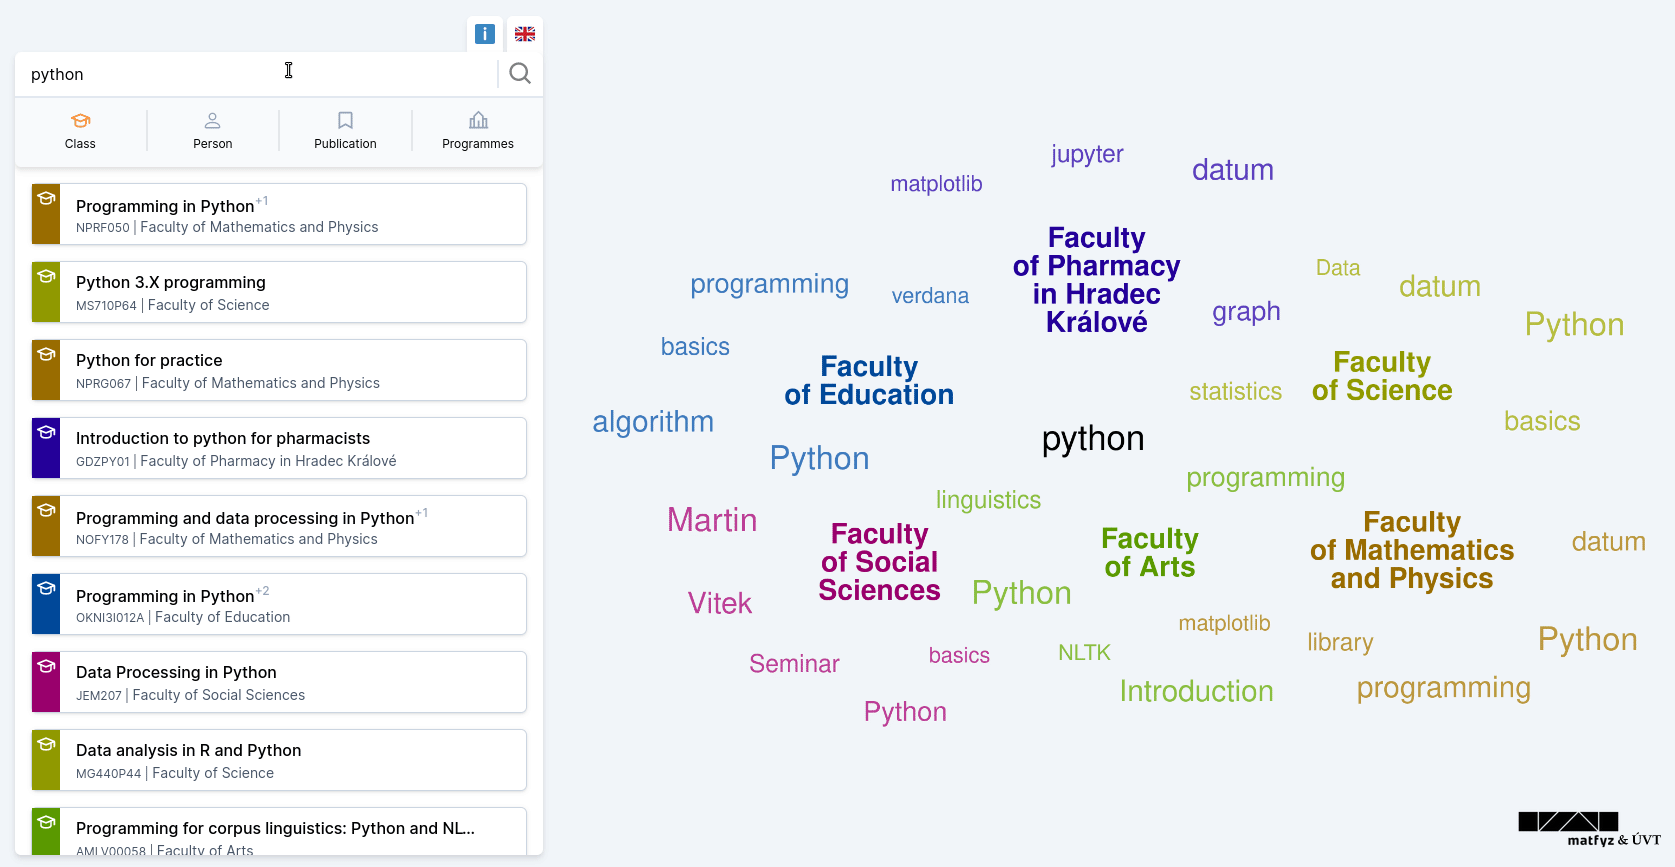 i
python
Class
Person
Publication
Programmes
Programming in Python+1
NPRF050 | Faculty of Mathematics and Physics
Python 3.X programming
MS710P64 | Faculty of Science
Python for practice
NPRG067 | Faculty of Mathematics and Physics
Introduction to python for pharmacists
GDZPY01 | Faculty of Pharmacy in Hradec Králové
Programming and data processing in Python+1
NOFY178 | Faculty of Mathematics and Physics
Programming in Python+2
OKNI3I012A | Faculty of Education
Data Processing in Python
JEM207 | Faculty of Social Sciences
Data analysis in R and Python
MG440P44 | Faculty of Science
Programming for corpus linguistics: Python and NL...
AMLV00058 | Faculty of Arts
jupyter
datum
matplotlib
Faculty
of Pharmacy
in Hradec
Králové
Data
programming
verdana
datum
graph
Python
basics
Faculty
of Education
Faculty
of Science
statistics
algorithm
basics
python
Python
programming
linguistics
Martin
Faculty
of Social
Sciences
Faculty
of Arts
Faculty
of Mathematics
and Physics
datum
Python
Vitek
matplotlib
library
Python
Seminar
basics
NLTK
Introduction
programming
Python
matfyz & ÚVT